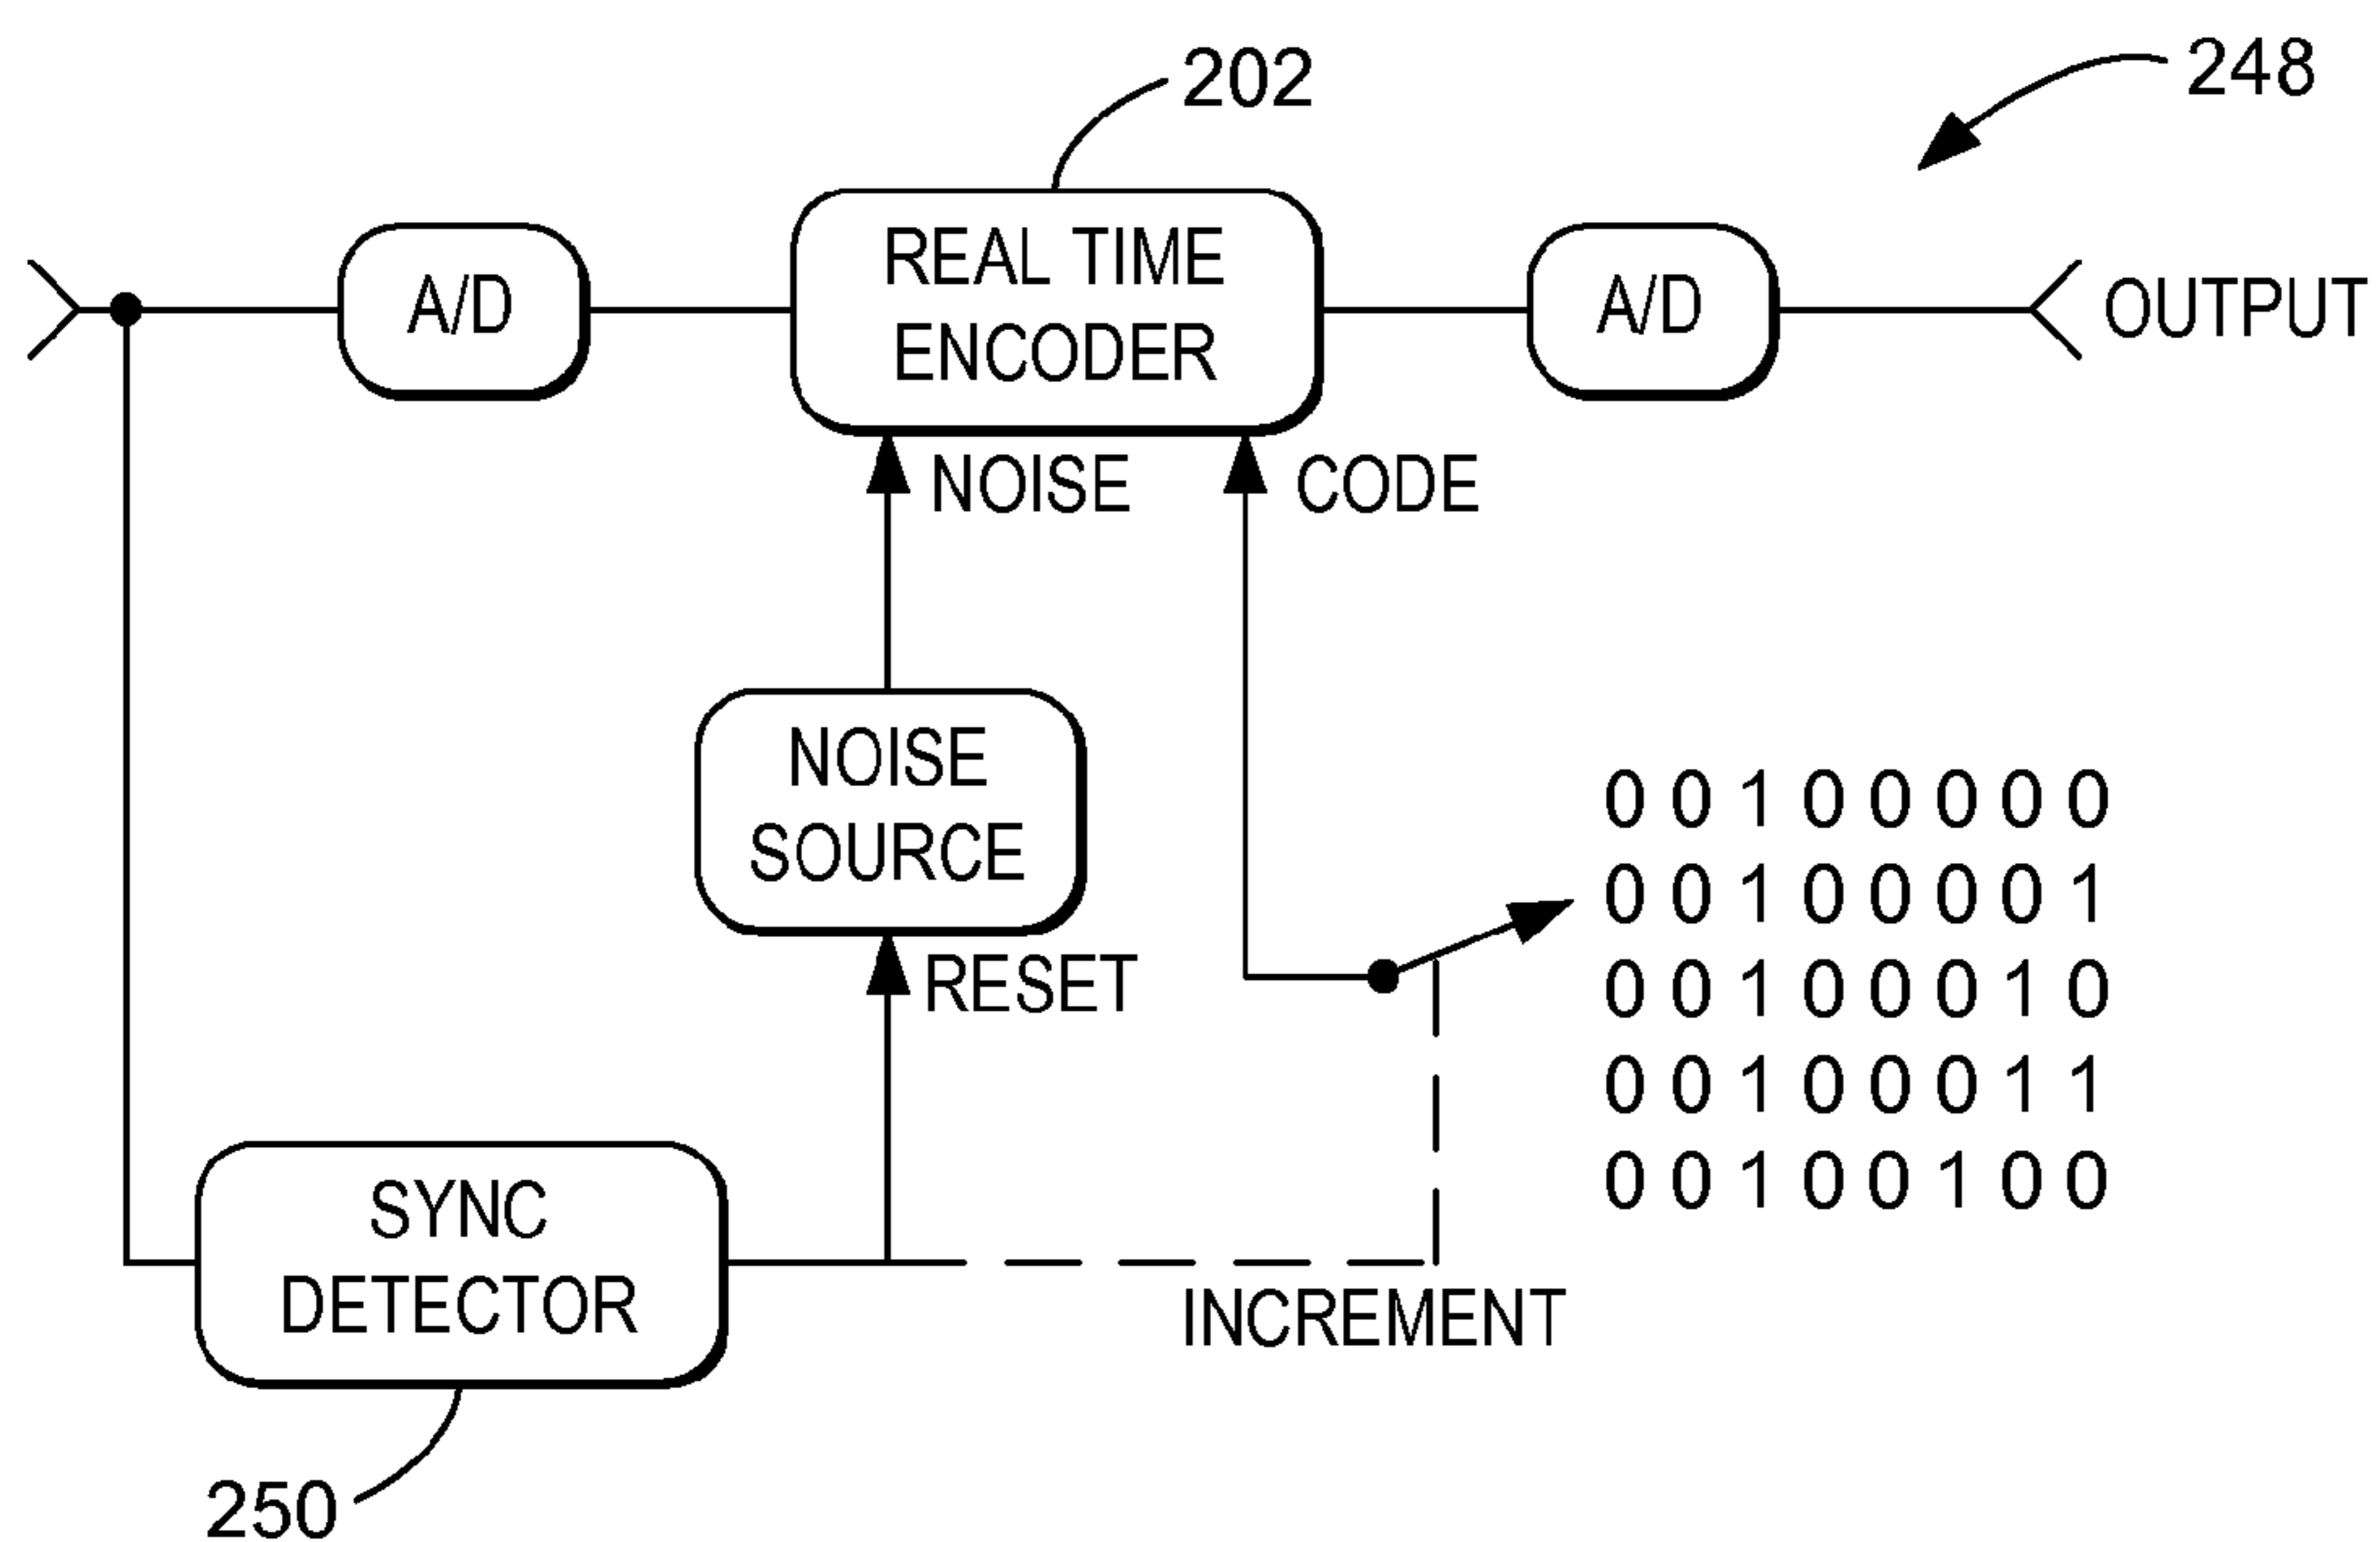 202
248
A/D
REAL TIME
ENCODER
A/D
OUTPUT
NOISE
CODE
NOISE
SOURCE
RESET
0 0 1 0 0 0 0 0
0 0 1 0 0 0 0 1
0 0 1 0 0 0 1 0
0 0 1 0 0 0 1 1
0 0 1 0 0 1 0 0
SYNC
DETECTOR
INCREMENT
250